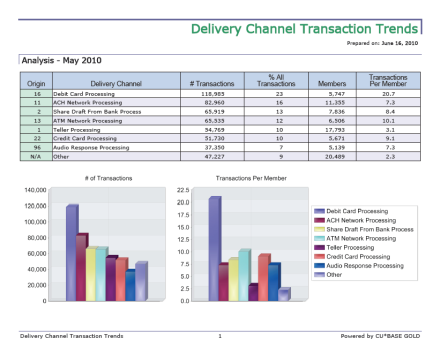 Delivery Channel Transaction Trends
Prepared on: June 16, 2010
Analysis - May 2010
Origin Delivery Channel # Transactions % All Transactions Members Transactions Per Member
16 Debit Card Processing 118,985 23 5,747 20.7
11 ACH Network Processing 82,960 16 11,355 7.3
2 Share Draft From Bank Process 65,919 13 7,836 8.4
13 ATM Network Processing 65,535 12 6,506 10.1
1 Teller Processing 54,769 10 17,793 3.1
22 Credit Card Processing 51,730 10 5,671 9.1
96 Audio Response Processing 37,350 7 5,139 7.3
N/A Other 47,227 9 20,489 2.3
# of Transactions
140,000
120,000
100,000
80,000
60,000
40,000
20,000
0
Transactions Per Member
22.5
20.0
17.5
15.0
12.5
10.0
7.5
5.0
2.5
0.0
Debit Card Processing
ACH Network Processing
Share Draft From Bank Process
ATM Network Processing
Teller Processing
Credit Card Processing
Audio Response Processing
Other
Delivery Channel Transaction Trends 1 Powered by CU*BASE GOLD